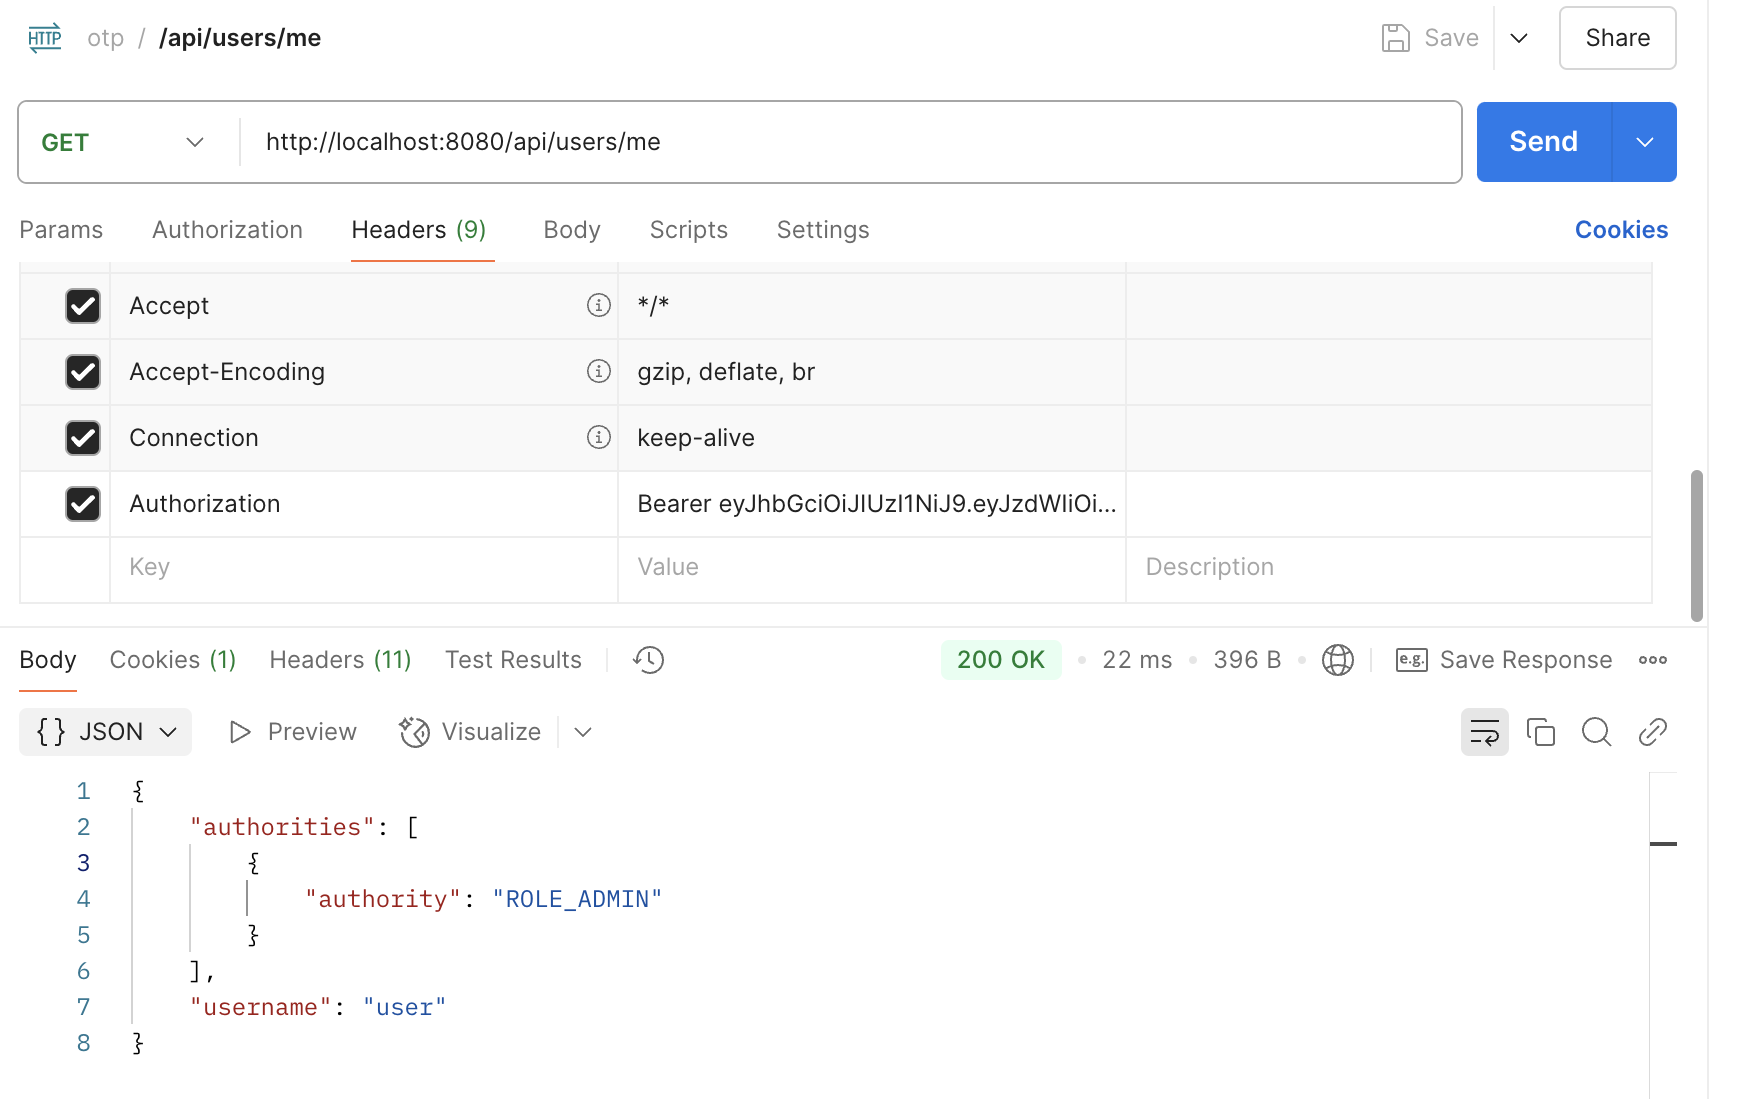 HTTP otp / /api/users/me Save Share
GET http://localhost:8080/api/users/me Send
Params Authorization Headers (9) Body Scripts Settings Cookies
Accept */*
Accept-Encoding gzip, deflate, br
Connection keep-alive
Authorization Bearer eyJhbGciOiJIUzI1NiJ9.eyJzdWIiOi...
Key Value Description
Body Cookies (1) Headers (11) Test Results 200 OK • 22 ms • 396 B • e.g. Save Response
{ } JSON Preview Visualize
1 {
2 "authorities": [
3 {
4 "authority": "ROLE_ADMIN"
5 }
6 ],
7 "username": "user"
8 }